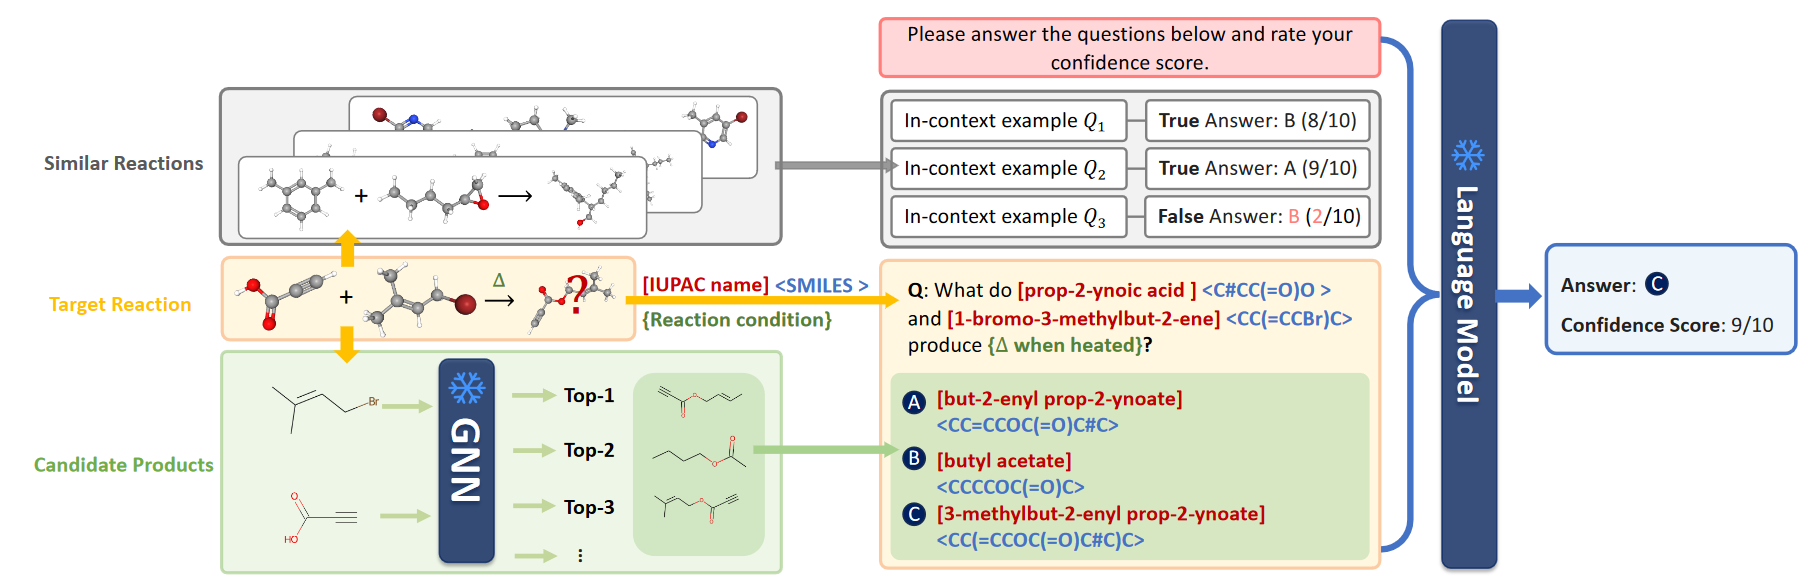 Please answer the questions below and rate your
confidence score.
Similar Reactions
+
In-context example Q1
True Answer: B (8/10)
In-context example Q2
True Answer: A (9/10)
In-context example Q3
False Answer: B (2/10)
Language Model
Target Reaction
+
Δ
?
[IUPAC name] <SMILES >
{Reaction condition}
Q: What do [prop-2-ynoic acid ] <C#CC(=O)O >
and [1-bromo-3-methylbut-2-ene] <CC(=CCBr)C>
produce {Δ when heated}?
Answer: C
Confidence Score: 9/10
Candidate Products
Br
O
HO
GNN
Top-1
Top-2
Top-3
⋮
O
O
O
O
O
O
A [but-2-enyl prop-2-ynoate]
<CC=CCOC(=O)C#C>
B [butyl acetate]
<CCCCOC(=O)C>
C [3-methylbut-2-enyl prop-2-ynoate]
<CC(=CCOC(=O)C#C)C>